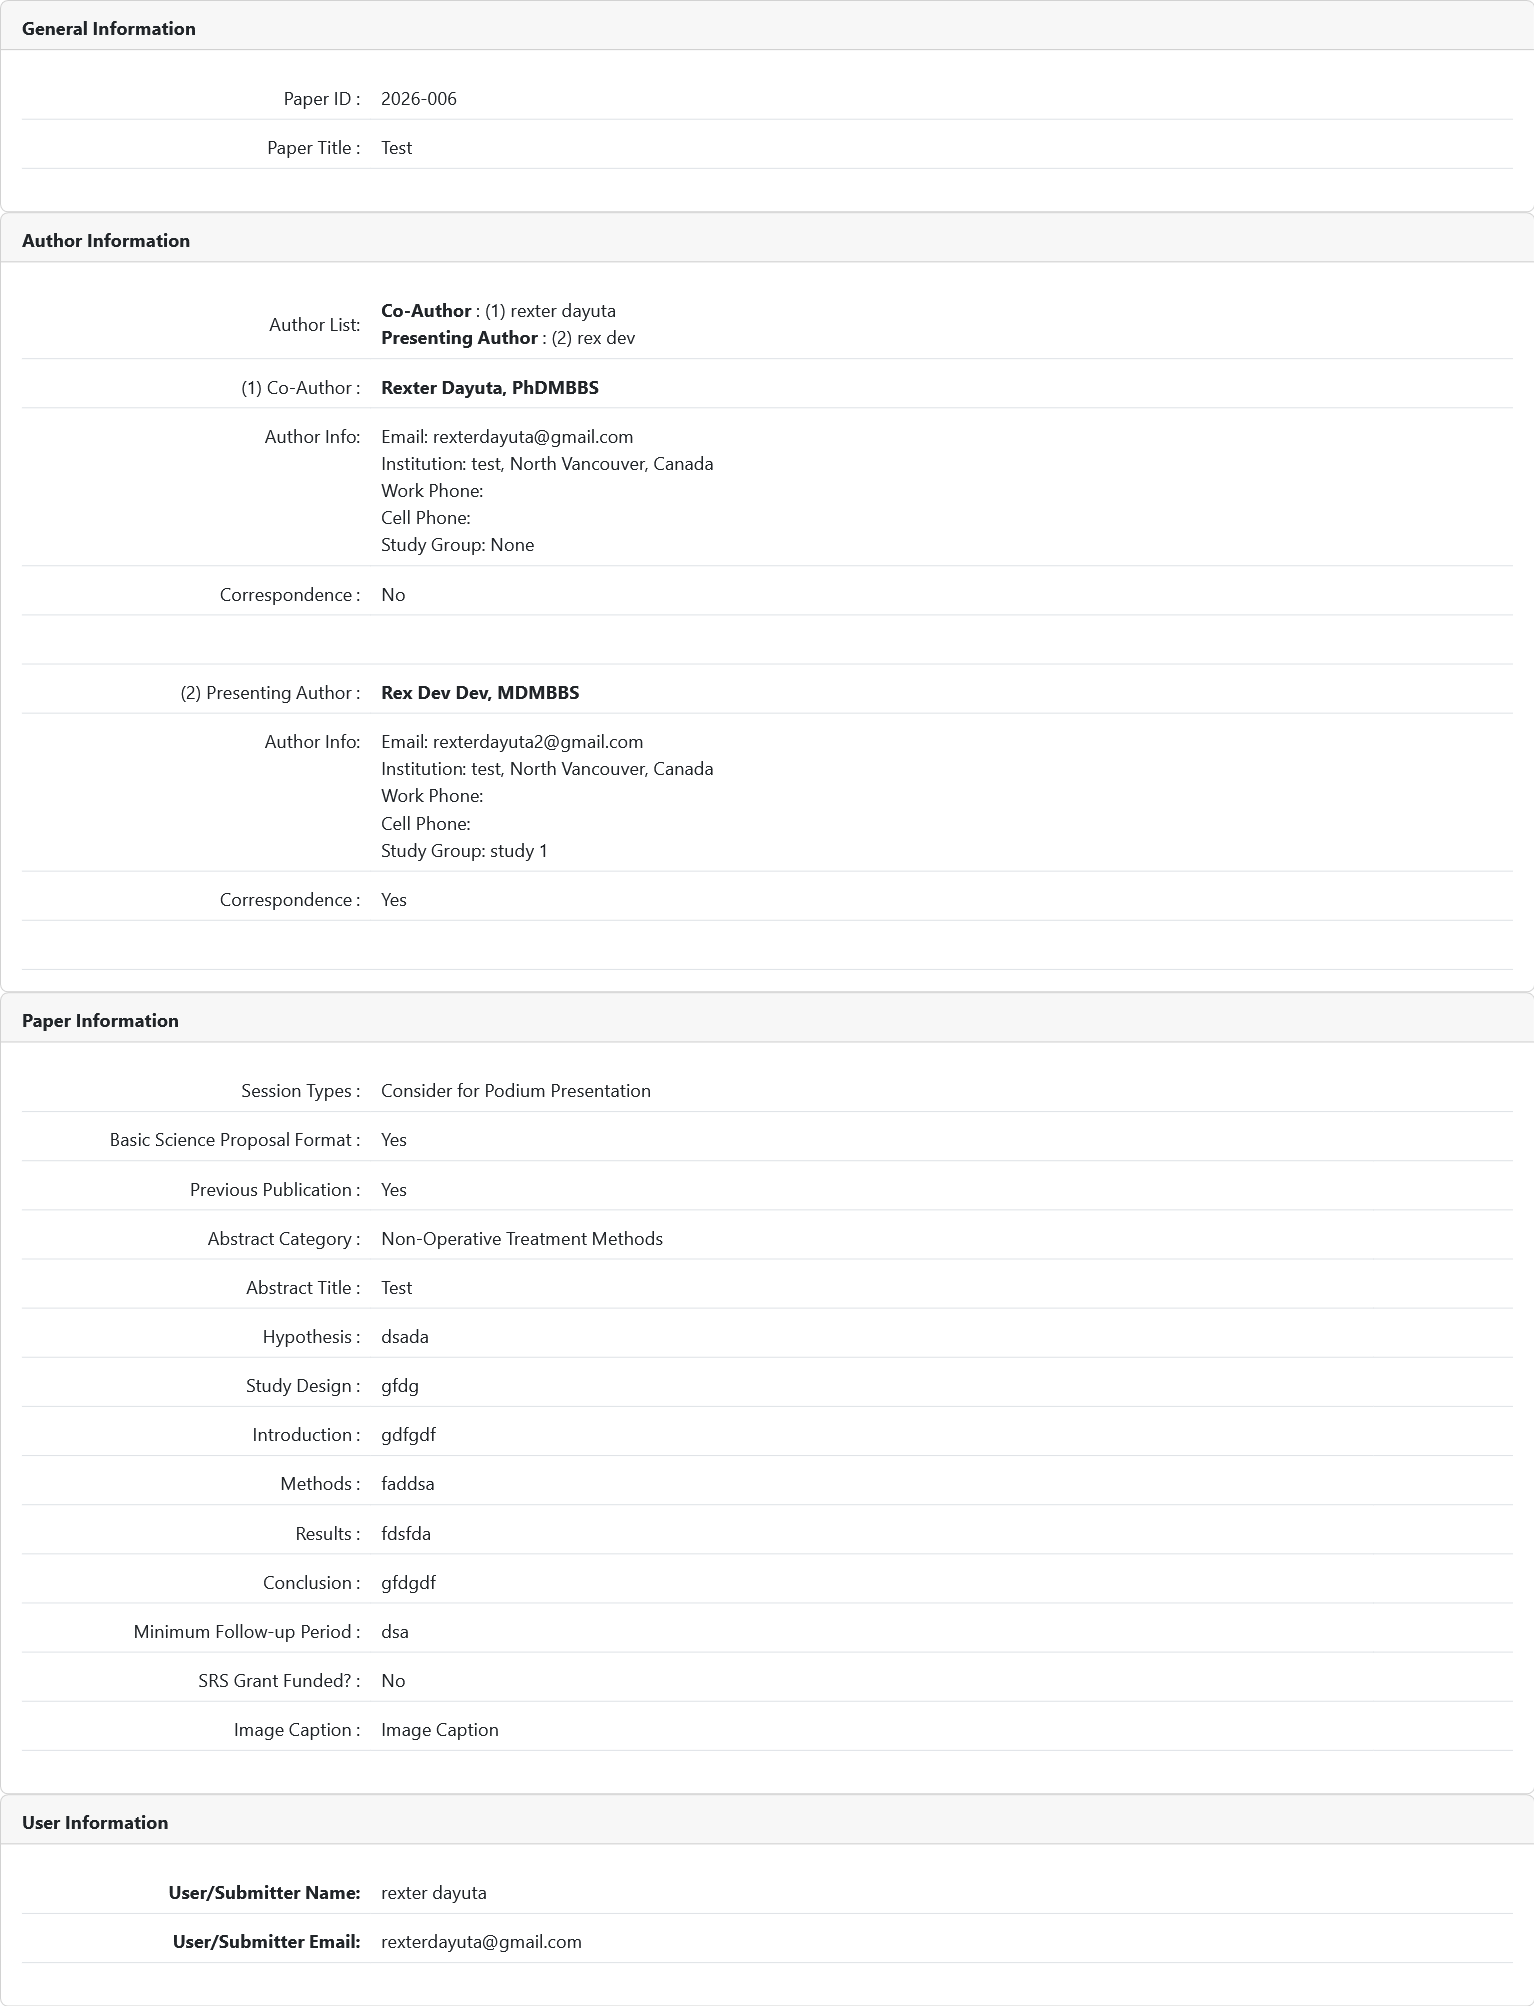 General Information
Paper ID : 2026-006
Paper Title : Test
Author Information
Author List: Co-Author : (1) rexter dayuta
Presenting Author : (2) rex dev
(1) Co-Author : Rexter Dayuta, PhDMBBS
Author Info: Email: rexterdayuta@gmail.com
Institution: test, North Vancouver, Canada
Work Phone:
Cell Phone:
Study Group: None
Correspondence : No
(2) Presenting Author : Rex Dev Dev, MDMBBS
Author Info: Email: rexterdayuta2@gmail.com
Institution: test, North Vancouver, Canada
Work Phone:
Cell Phone:
Study Group: study 1
Correspondence : Yes
Paper Information
Session Types : Consider for Podium Presentation
Basic Science Proposal Format : Yes
Previous Publication : Yes
Abstract Category : Non-Operative Treatment Methods
Abstract Title : Test
Hypothesis : dsada
Study Design : gfdg
Introduction : gdfgdf
Methods : faddsa
Results : fdsfda
Conclusion : gfdgdf
Minimum Follow-up Period : dsa
SRS Grant Funded? : No
Image Caption : Image Caption
User Information
User/Submitter Name: rexter dayuta
User/Submitter Email: rexterdayuta@gmail.com